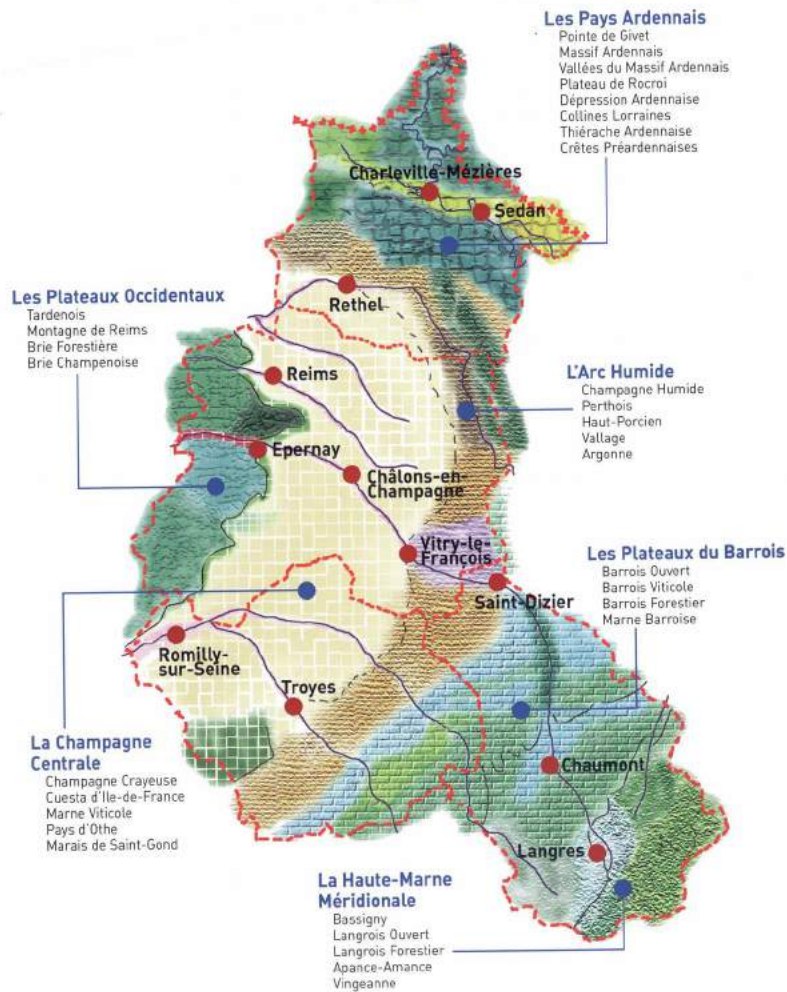 Les Pays Ardennais
Pointe de Givet
Massif Ardennais
Vallées du Massif Ardennais
Plateau de Rocroi
Dépression Ardennaise
Collines Lorraines
Thiérache Ardennaise
Crêtes Préardennaises
Charleville-Mézières
Sedan
Rethel
Les Plateaux Occidentaux
Tardenois
Montagne de Reims
Brie Forestière
Brie Champenoise
Reims
L'Arc Humide
Champagne Humide
Perthois
Haut-Porcien
Vallage
Argonne
Epernay
Châlons-en-
Champagne
Vitry-le-
François
Saint-Dizier
Les Plateaux du Barrois
Barrois Ouvert
Barrois Viticole
Barrois Forestier
Marne Barroise
Romilly-
sur-Seine
Troyes
La Champagne
Centrale
Champagne Crayeuse
Cuesta d'Ile-de-France
Marne Viticole
Pays d'Othe
Marais de Saint-Gond
Chaumont
Langres
La Haute-Marne
Méridionale
Bassigny
Langrois Ouvert
Langrois Forestier
Apance-Amance
Vingeanne